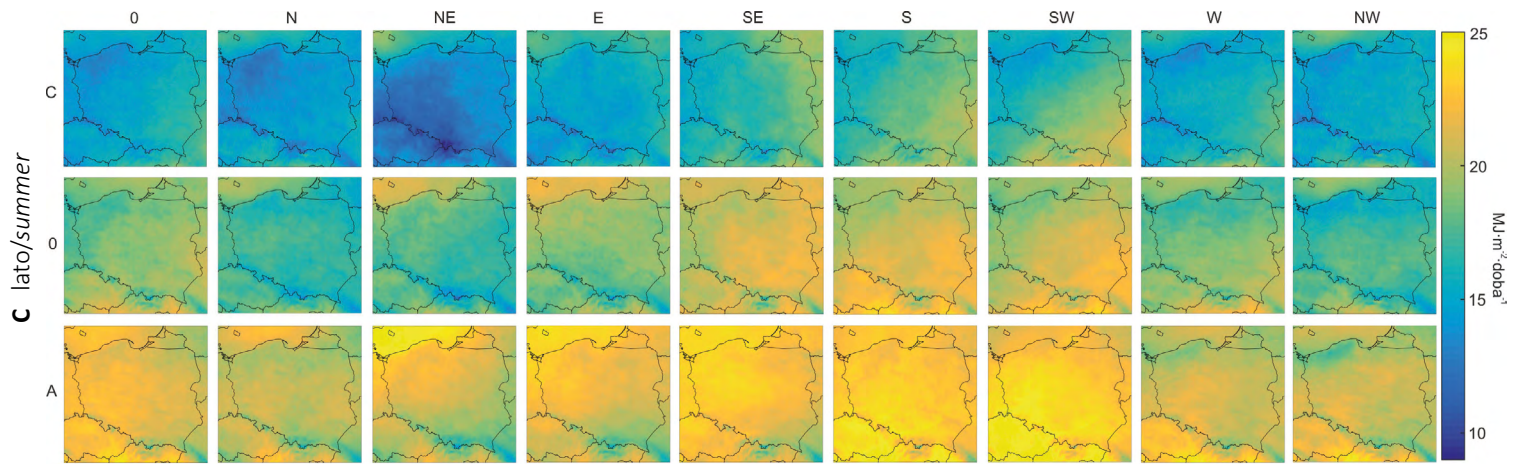 0 N NE E SE S SW W NW
C
0
A
C lato/summer
25
20
15
10
MJ·m⁻²·doba⁻¹